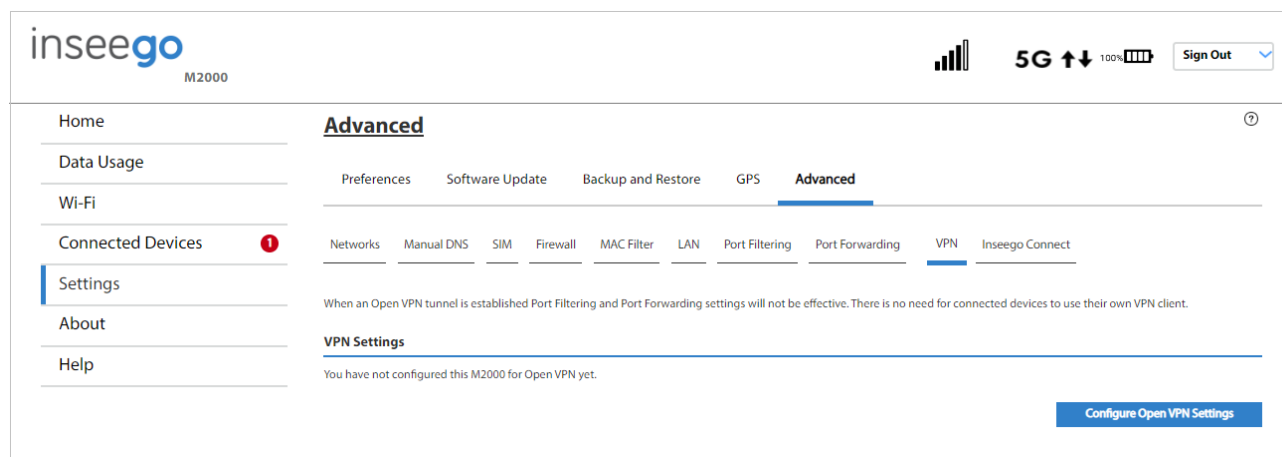 inseego
M2000
5G 100% Sign Out
Home
Data Usage
Wi-Fi
Connected Devices 1
Settings
About
Help
Advanced ?
Preferences Software Update Backup and Restore GPS Advanced
Networks Manual DNS SIM Firewall MAC Filter LAN Port Filtering Port Forwarding VPN Inseego Connect
When an Open VPN tunnel is established Port Filtering and Port Forwarding settings will not be effective. There is no need for connected devices to use their own VPN client.
VPN Settings
You have not configured this M2000 for Open VPN yet.
Configure Open VPN Settings